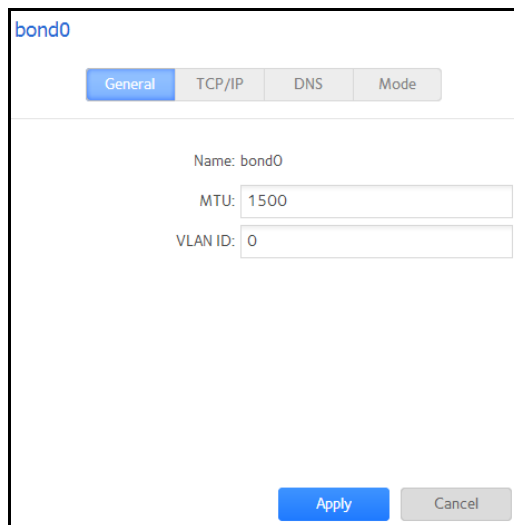 bond0
General TCP/IP DNS Mode
Name: bond0
MTU: 1500
VLAN ID: 0
Apply Cancel